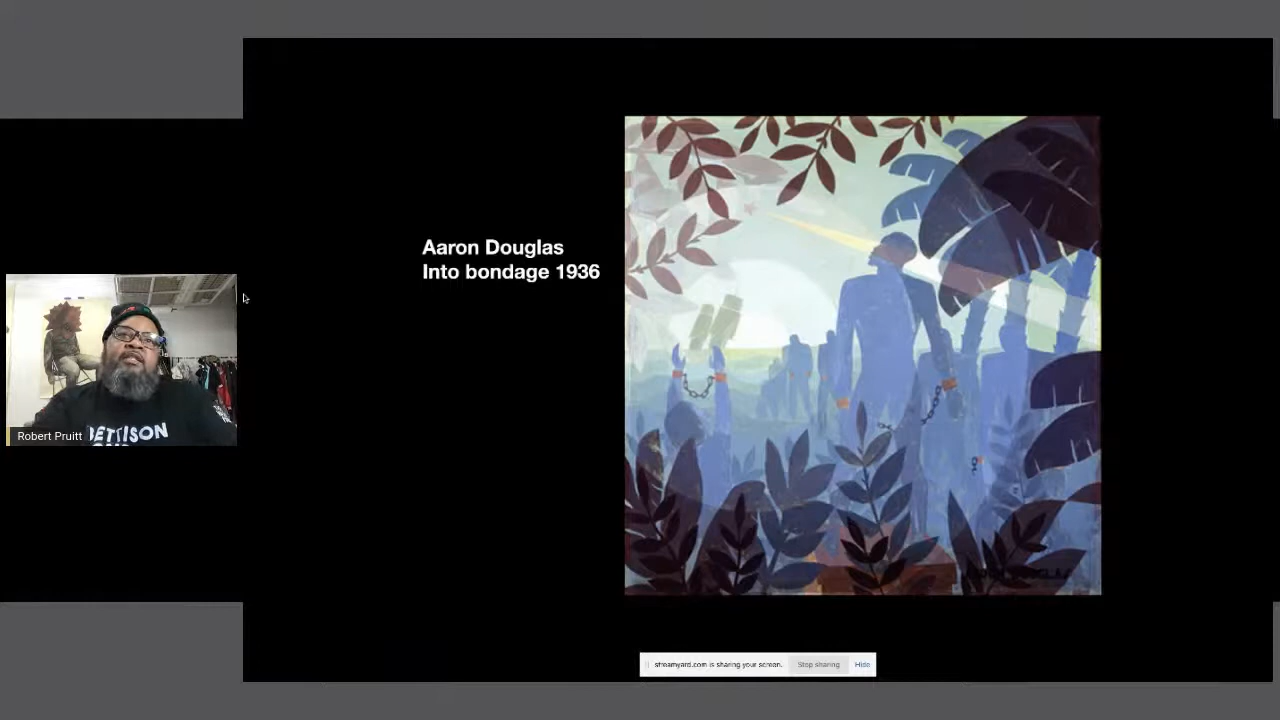 Aaron Douglas
Into bondage 1936
Robert Pruitt
streamyard.com is sharing your screen.
Stop sharing
Hide